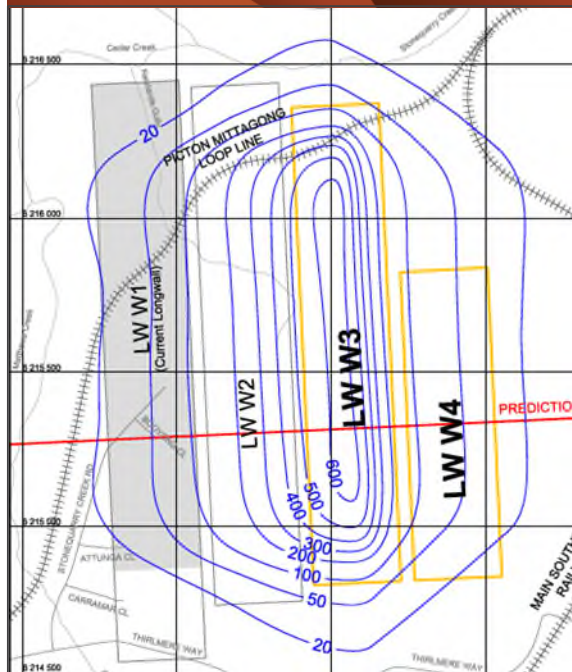 Cedar Creek
Stonequarry Creek
6 216 500
20
PICTON MITTAGONG
LOOP LINE
6 216 000
LW W1
(Current Longwall)
LW W2
LW W3
LW W4
6 215 500
PREDICTIO
600
500
400
300
200
100
50
20
6 215 000
STONEQUARRY CREEK RD
ATTUNGA CL
CARRAMAR CL
THIRLMERE WAY
THIRLMERE WAY
MAIN SOUTH
RAIL
6 214 500